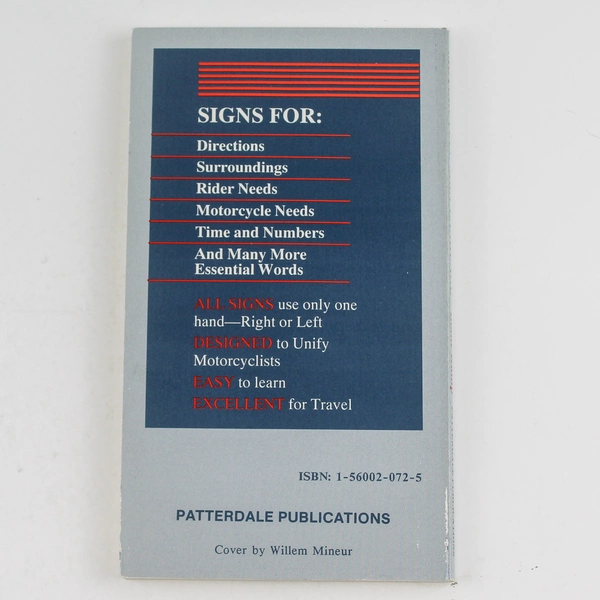 SIGNS FOR:
Directions
Surroundings
Rider Needs
Motorcycle Needs
Time and Numbers
And Many More
Essential Words
ALL SIGNS use only one
hand—Right or Left
DESIGNED to Unify
Motorcyclists
EASY to learn
EXCELLENT for Travel
ISBN: 1-56002-072-5
PATTERDALE PUBLICATIONS
Cover by Willem Mineur